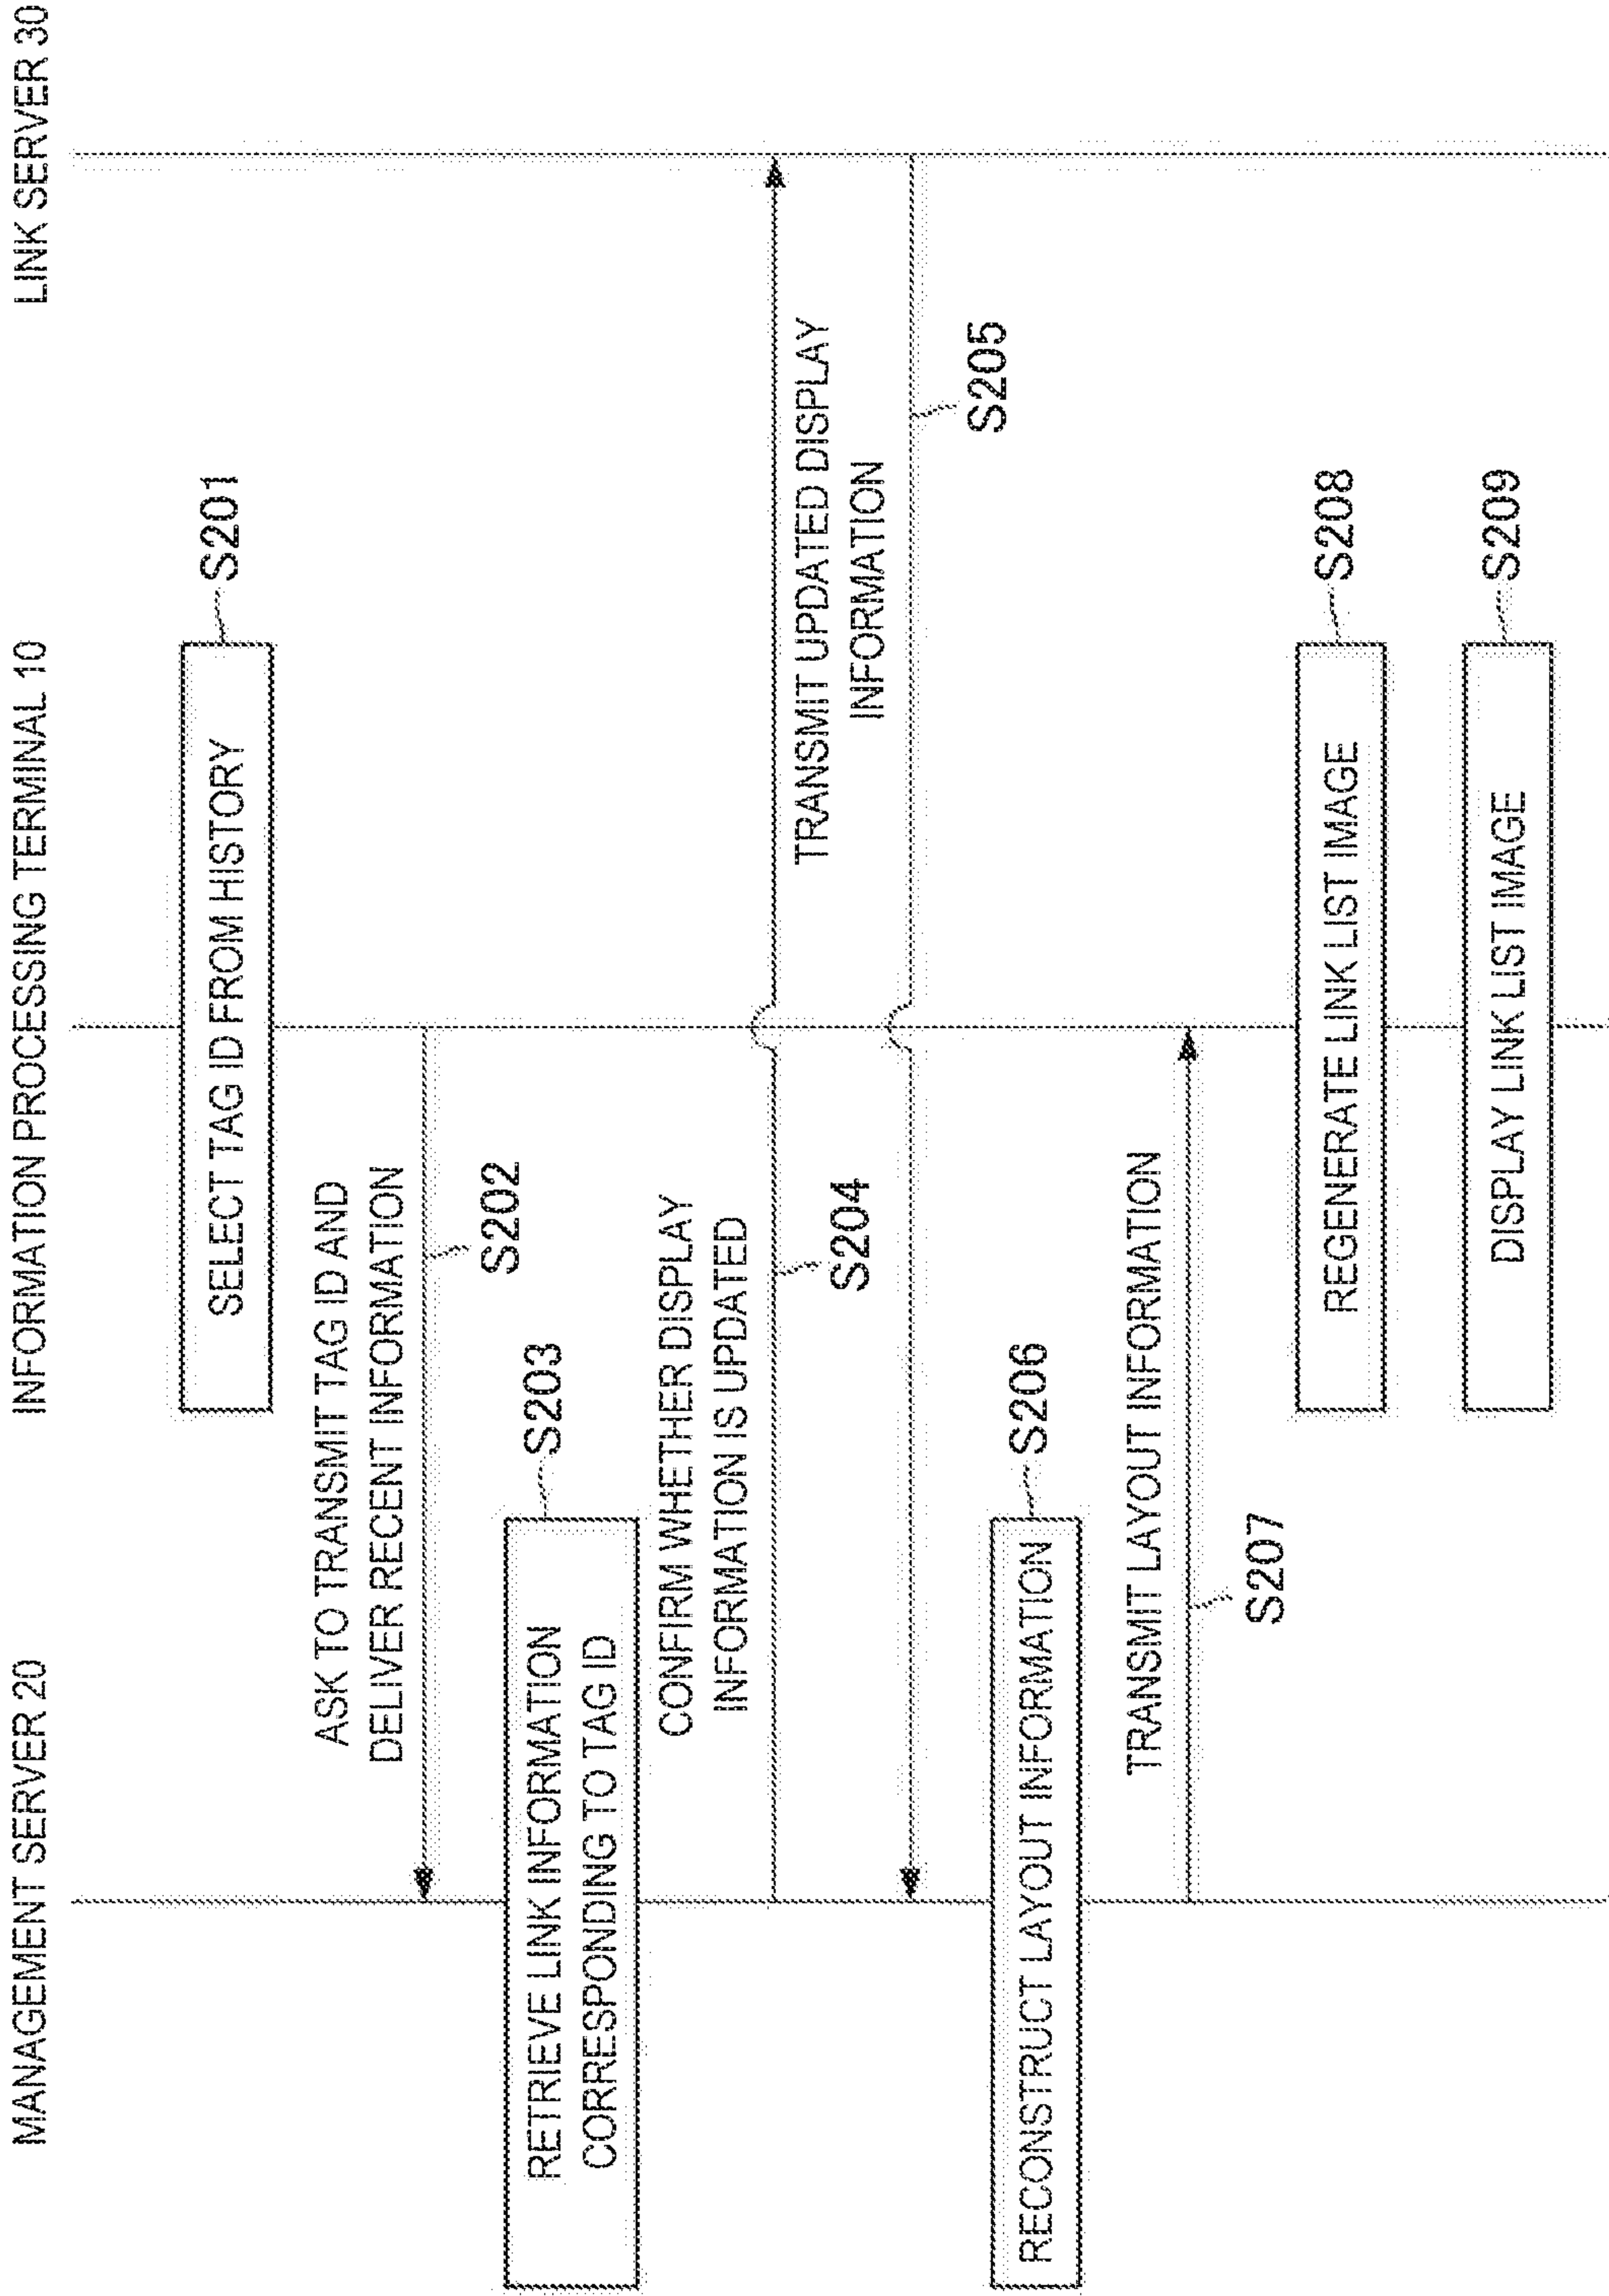 MANAGEMENT SERVER 20
INFORMATION PROCESSING TERMINAL 10
LINK SERVER 30
SELECT TAG ID FROM HISTORY
S201
ASK TO TRANSMIT TAG ID AND
DELIVER RECENT INFORMATION
S202
RETRIEVE LINK INFORMATION
CORRESPONDING TO TAG ID
S203
CONFIRM WHETHER DISPLAY
INFORMATION IS UPDATED
S204
TRANSMIT UPDATED DISPLAY
INFORMATION
S205
RECONSTRUCT LAYOUT INFORMATION
S206
TRANSMIT LAYOUT INFORMATION
S207
REGENERATE LINK LIST IMAGE
S208
DISPLAY LINK LIST IMAGE
S209